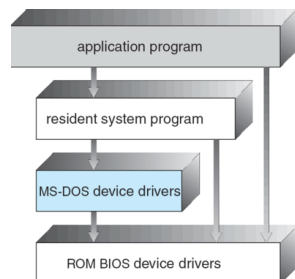 application program
resident system program
MS-DOS device drivers
ROM BIOS device drivers